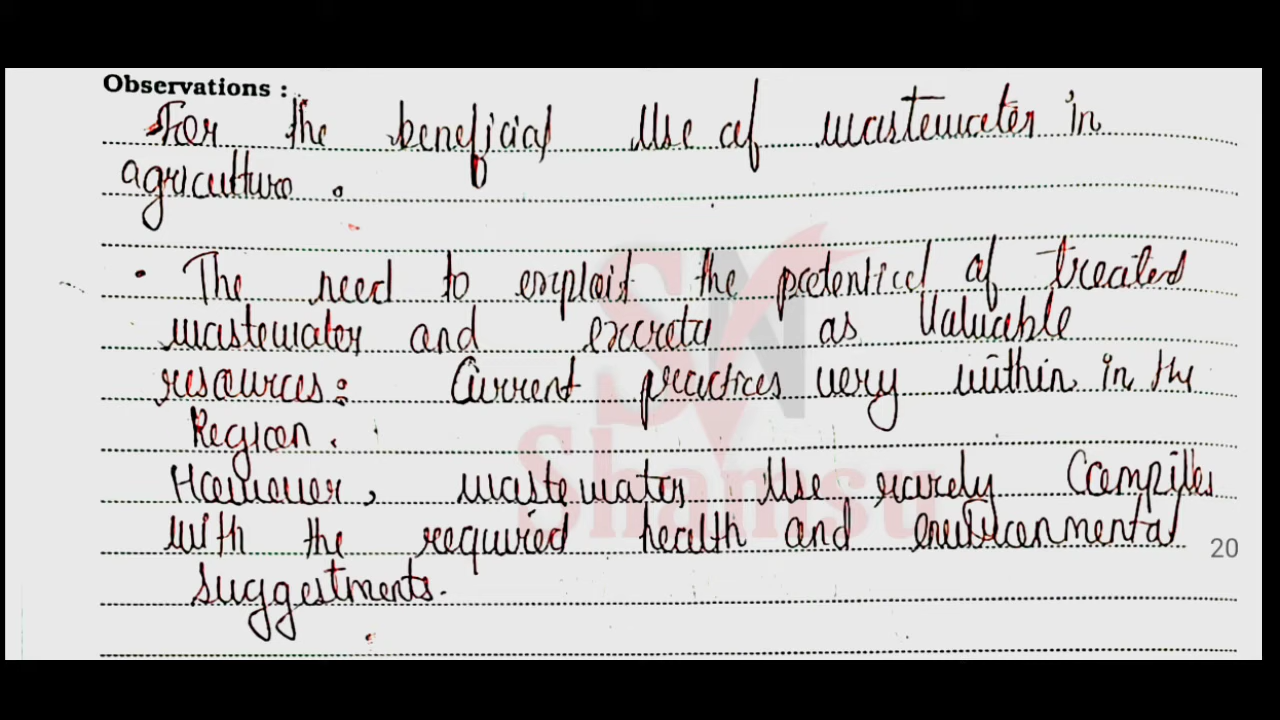 Observations :
For the beneficial use of wastewater in
agriculture.
• The need to exploit the potential of treated
wastewater and excreta as Valuable
resources: Current practices very within in the
Region.
However, wastewater use rarely Complies
with the required health and environmental
suggestments.
20
SN
Shamsu